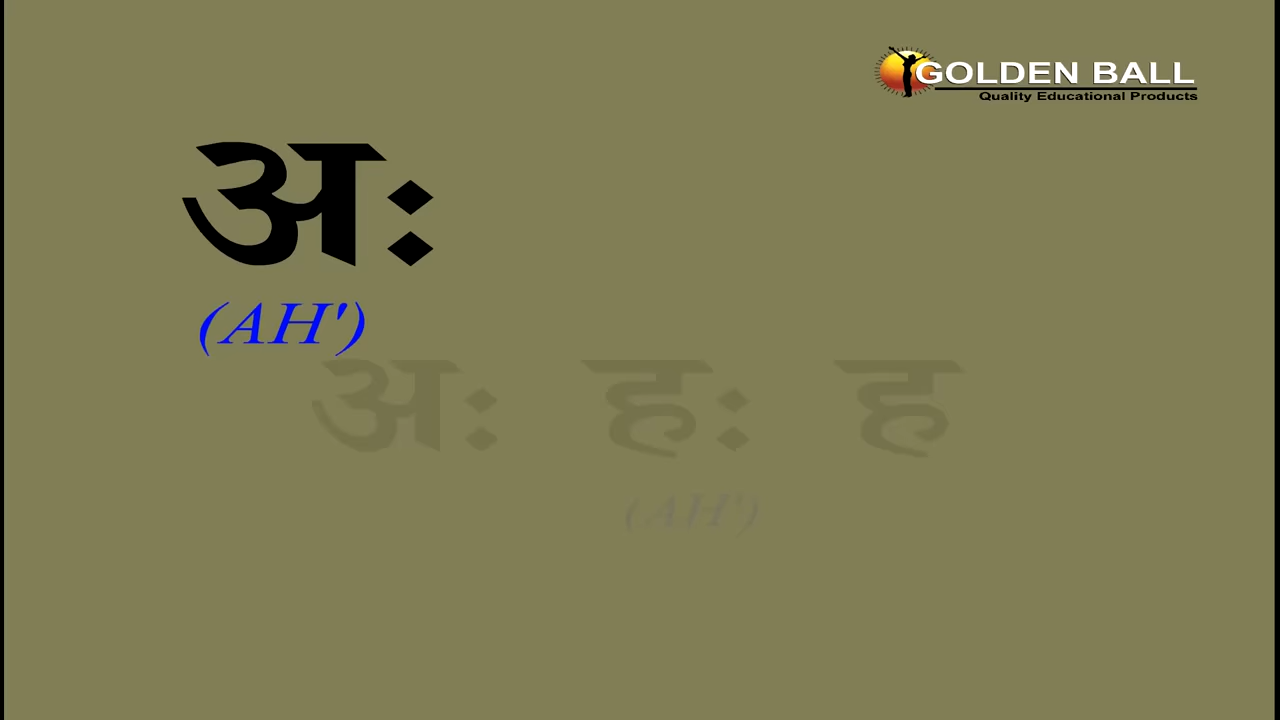 GOLDEN BALL
Quality Educational Products
अः
(AH')
अः हः ह
(AH')